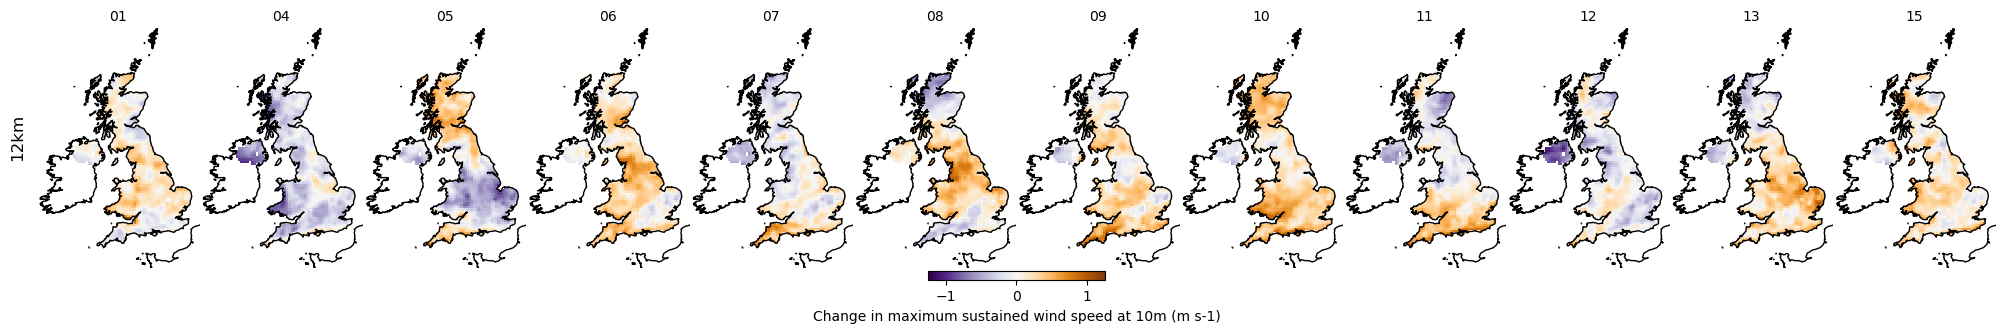 01 04 05 06 07 08 09 10 11 12 13 15
12km
−1 0 1
Change in maximum sustained wind speed at 10m (m s-1)